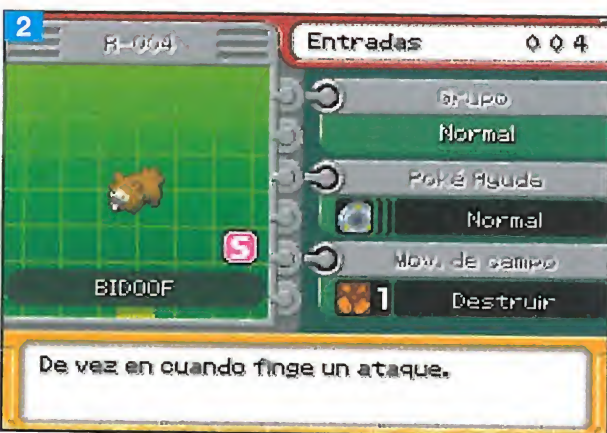 2
R-004
Entradas 004
Grupo
Normal
Poké Ayuda
Normal
S
Mov. de campo
BIDOOF
1 Destruir
De vez en cuando finge un ataque.